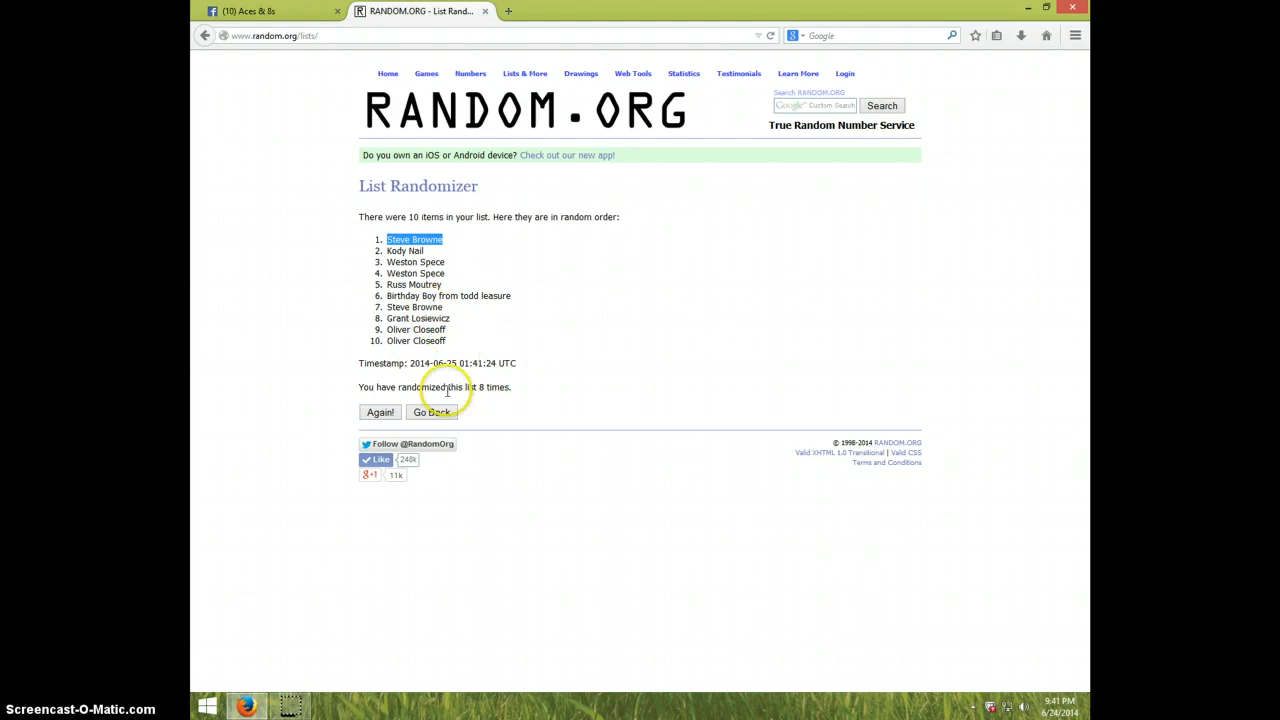 (10) Aces & 8s
RANDOM.ORG - List Rand...
www.random.org/lists/
Google
Home Games Numbers Lists & More Drawings Web Tools Statistics Testimonials Learn More Login
RANDOM.ORG
Search RANDOM.ORG
Google™ Custom Search Search
True Random Number Service
Do you own an iOS or Android device? Check out our new app!
List Randomizer
There were 10 items in your list. Here they are in random order:
1. Steve Browne
2. Kody Nail
3. Weston Spece
4. Weston Spece
5. Russ Moutrey
6. Birthday Boy from todd leasure
7. Steve Browne
8. Grant Losiewicz
9. Oliver Closeoff
10. Oliver Closeoff
Timestamp: 2014-06-25 01:41:24 UTC
You have randomized this list 8 times.
Again! Go Back
Follow @RandomOrg
Like 248k
g+1 11k
© 1998-2014 RANDOM.ORG
Valid XHTML 1.0 Transitional | Valid CSS
Terms and Conditions
9:41 PM
6/24/2014
Screencast-O-Matic.com